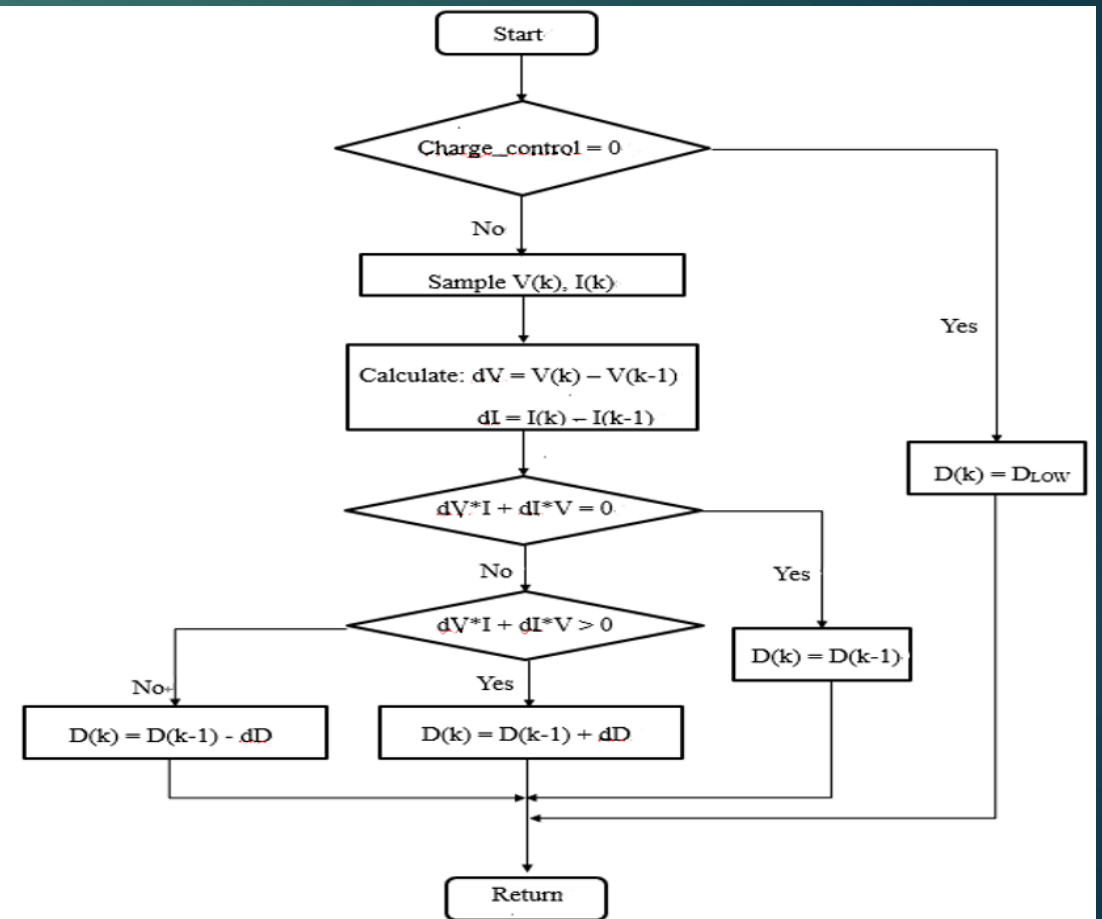 Start
Charge_control = 0
No
Sample V(k), I(k)
Yes
Calculate: dV = V(k) – V(k-1)
dI = I(k) – I(k-1)
D(k) = DLOW
dV*I + dI*V = 0
No
Yes
dV*I + dI*V > 0
D(k) = D(k-1)
No
Yes
D(k) = D(k-1) - dD
D(k) = D(k-1) + dD
Return